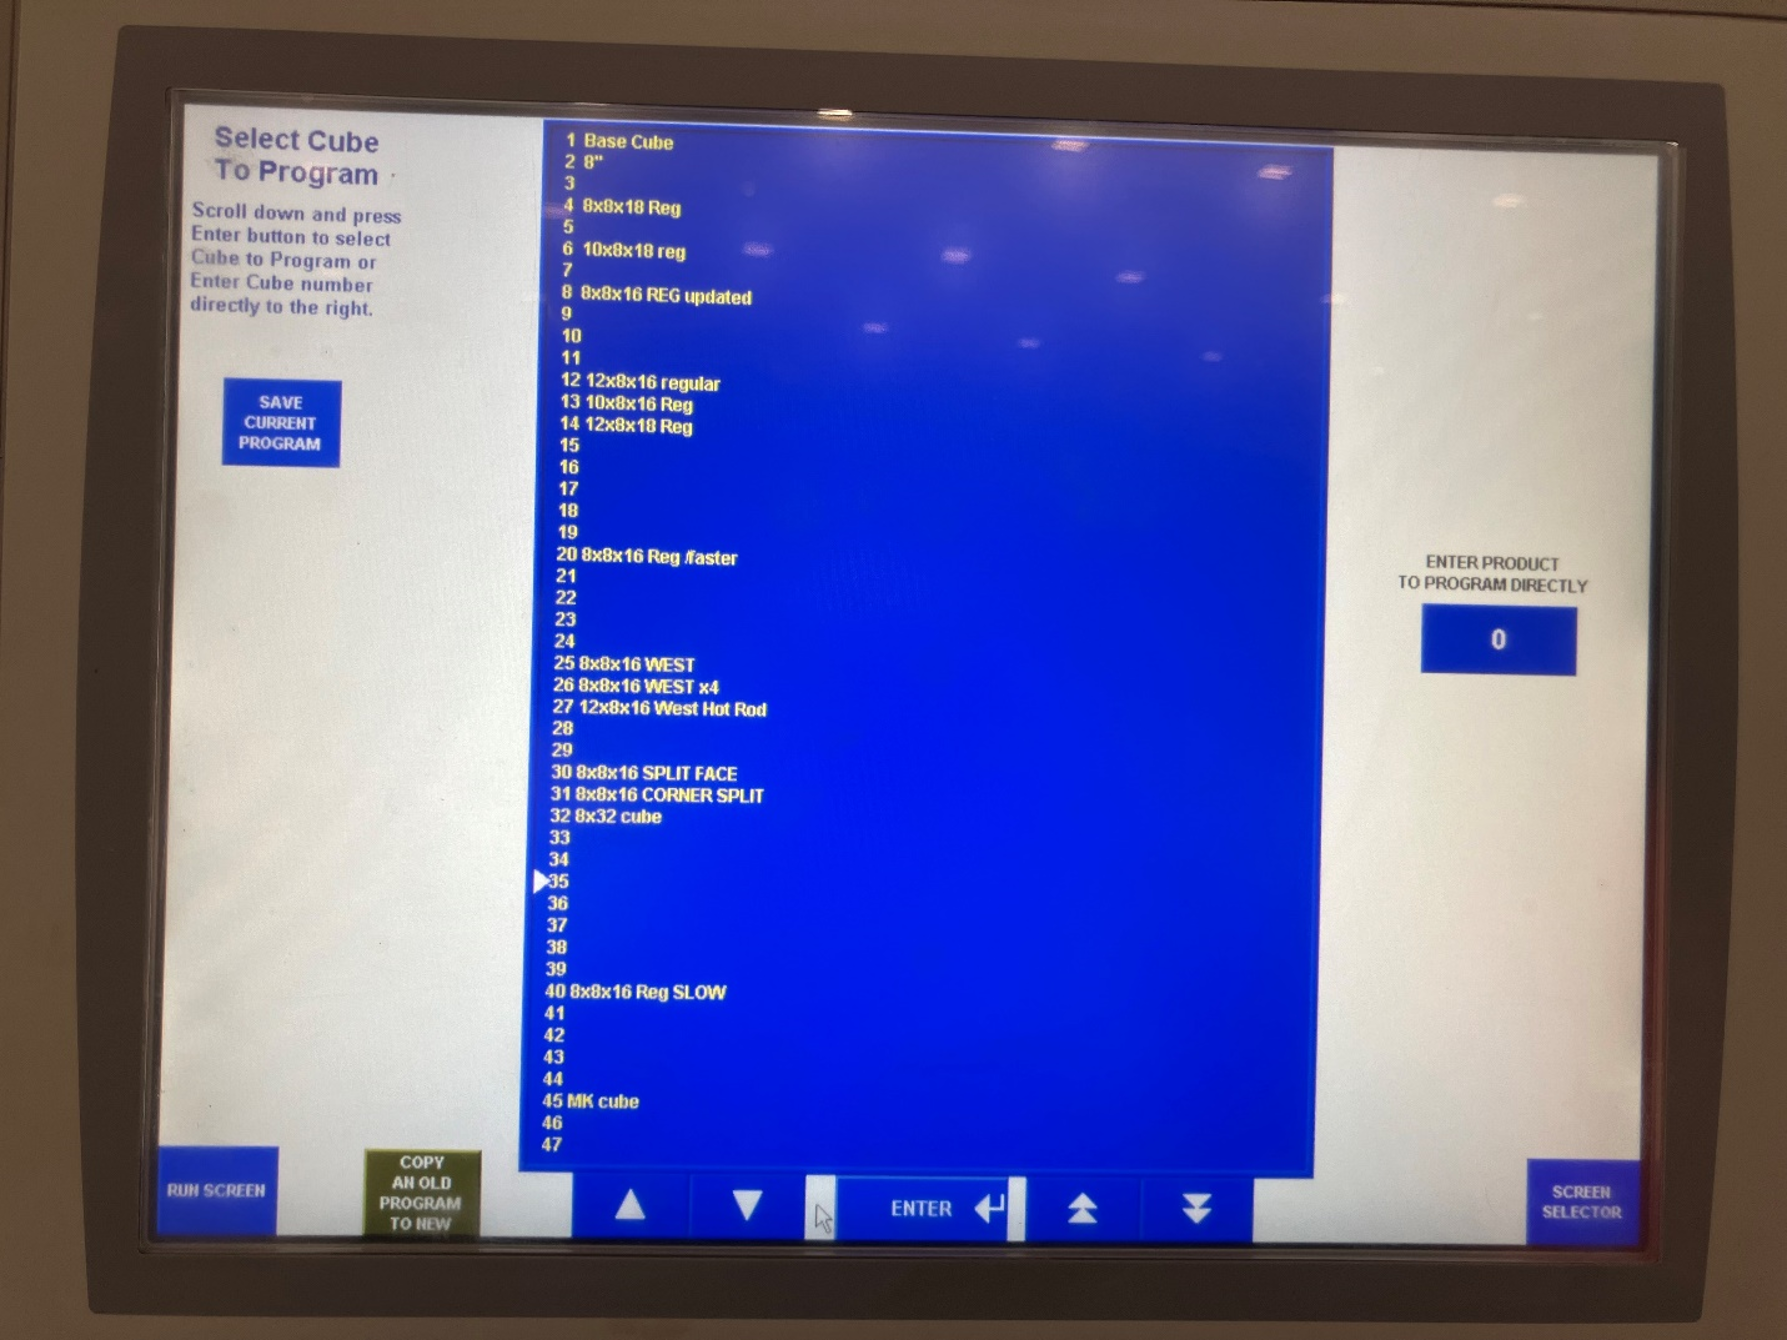 Select Cube
To Program
Scroll down and press
Enter button to select
Cube to Program or
Enter Cube number
directly to the right.
SAVE
CURRENT
PROGRAM
1 Base Cube
2 8"
3
4 8x8x18 Reg
5
6 10x8x18 reg
7
8 8x8x16 REG updated
9
10
11
12 12x8x16 regular
13 10x8x16 Reg
14 12x8x18 Reg
15
16
17
18
19
20 8x8x16 Reg /faster
21
22
23
24
25 8x8x16 WEST
26 8x8x16 WEST x4
27 12x8x16 West Hot Rod
28
29
30 8x8x16 SPLIT FACE
31 8x8x16 CORNER SPLIT
32 8x32 cube
33
34
35
36
37
38
39
40 8x8x16 Reg SLOW
41
42
43
44
45 MK cube
46
47
ENTER PRODUCT
TO PROGRAM DIRECTLY
0
RUN SCREEN
COPY
AN OLD
PROGRAM
TO NEW
ENTER
SCREEN
SELECTOR